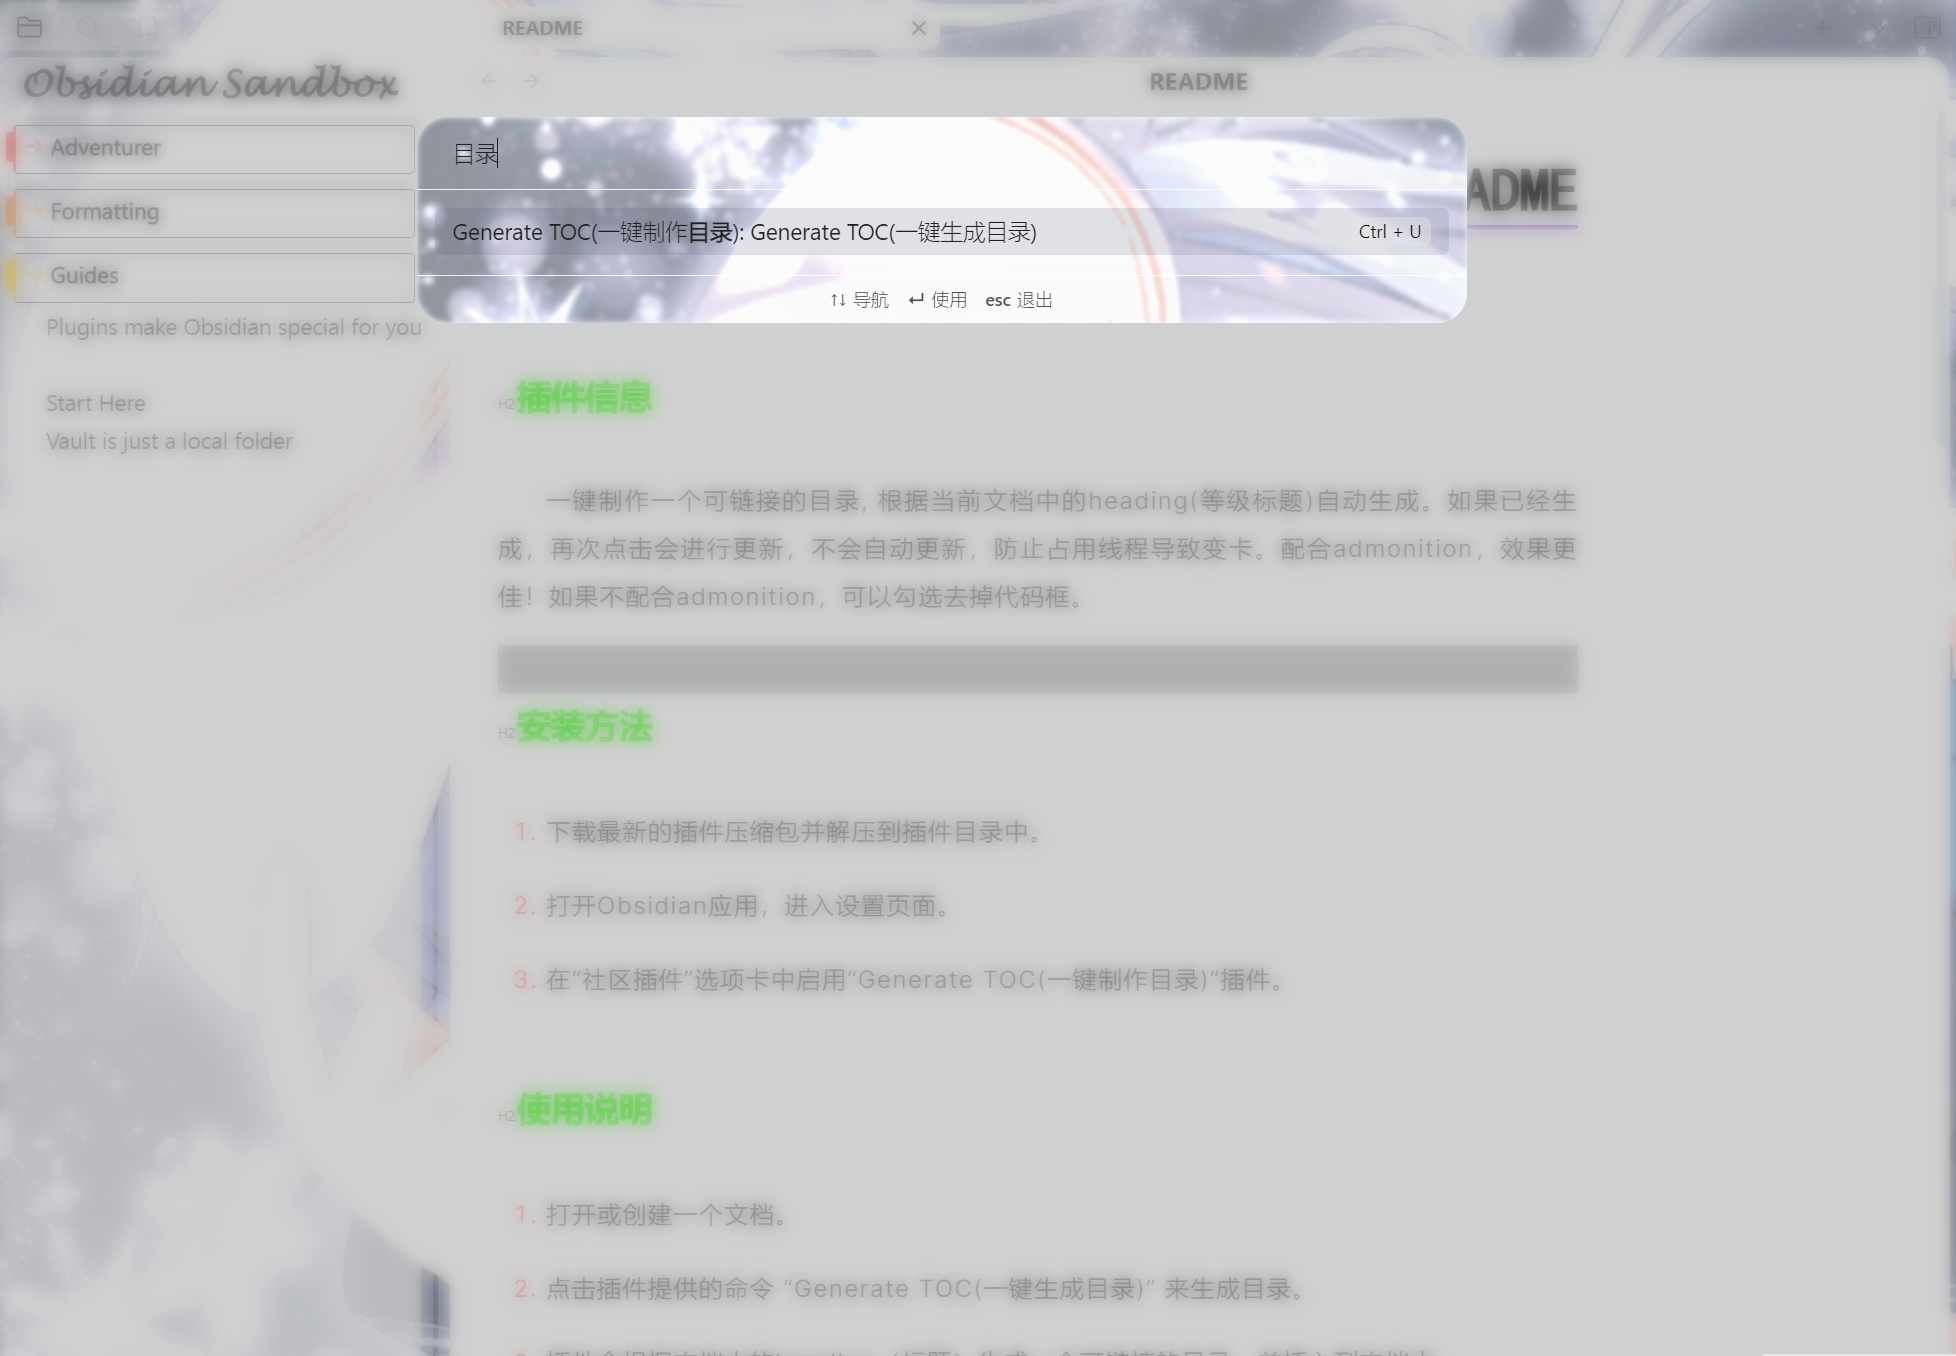 README
Obsidian Sandbox
README
Adventurer
Formatting
Guides
Plugins make Obsidian special for you
Start Here
Vault is just a local folder
目录
Generate TOC(一键制作目录): Generate TOC(一键生成目录)
Ctrl + U
↑↓ 导航 ↵ 使用 esc 退出
ADME
H2 插件信息
一键制作一个可链接的目录, 根据当前文档中的heading(等级标题)自动生成。如果已经生
成，再次点击会进行更新，不会自动更新，防止占用线程导致变卡。配合admonition，效果更
佳！如果不配合admonition，可以勾选去掉代码框。
H2 安装方法
1. 下载最新的插件压缩包并解压到插件目录中。
2. 打开Obsidian应用，进入设置页面。
3. 在“社区插件”选项卡中启用“Generate TOC(一键制作目录)”插件。
H2 使用说明
1. 打开或创建一个文档。
2. 点击插件提供的命令 “Generate TOC(一键生成目录)” 来生成目录。